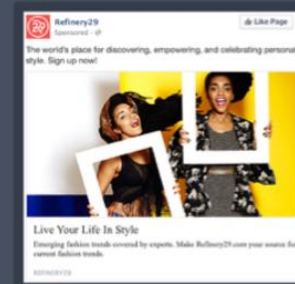 Refinery29
Sponsored ·
Like Page
The world's place for discovering, empowering, and celebrating personal
style. Sign up now!
Live Your Life In Style
Emerging fashion trends covered by experts. Make Refinery29.com your source for
current fashion trends.
REFINERY29